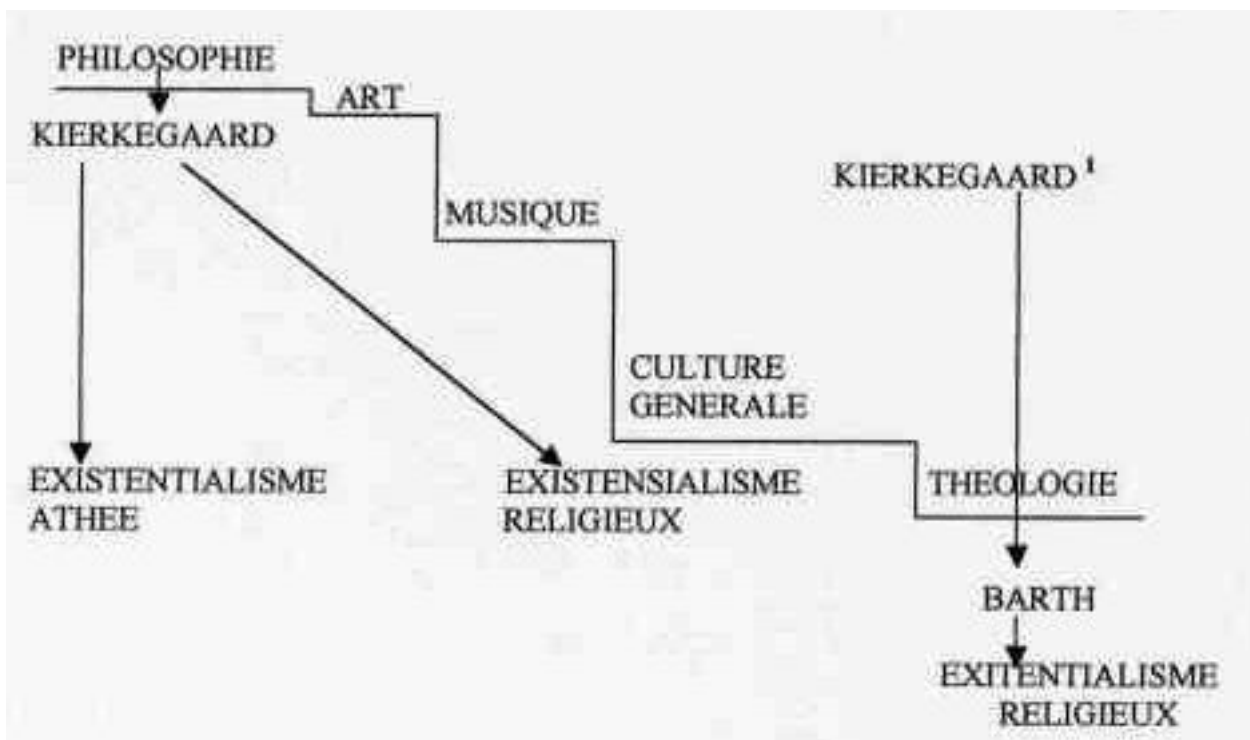 PHILOSOPHIE
ART
KIERKEGAARD
KIERKEGAARD ¹
MUSIQUE
CULTURE
GENERALE
EXISTENTIALISME
ATHEE
EXISTENSIALISME
RELIGIEUX
THEOLOGIE
BARTH
EXITENTIALISME
RELIGIEUX